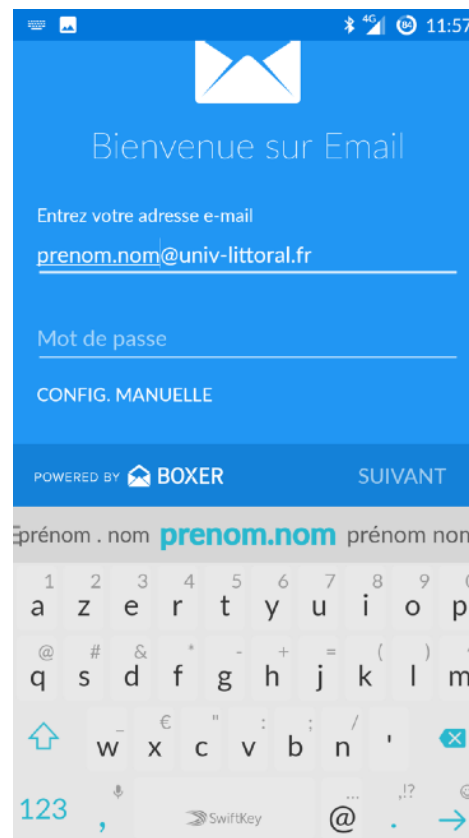 4G 84 11:57
Bienvenue sur Email
Entrez votre adresse e-mail
prenom.nom@univ-littoral.fr
Mot de passe
CONFIG. MANUELLE
POWERED BY BOXER SUIVANT
prénom . nom prenom.nom prénom nom
1 2 3 4 5 6 7 8 9
a z e r t y u i o p
@ # & * - + = ( )
q s d f g h j k l m
_ € " : ; /
w x c v b n '
... ,!?
123 , SwiftKey @ .